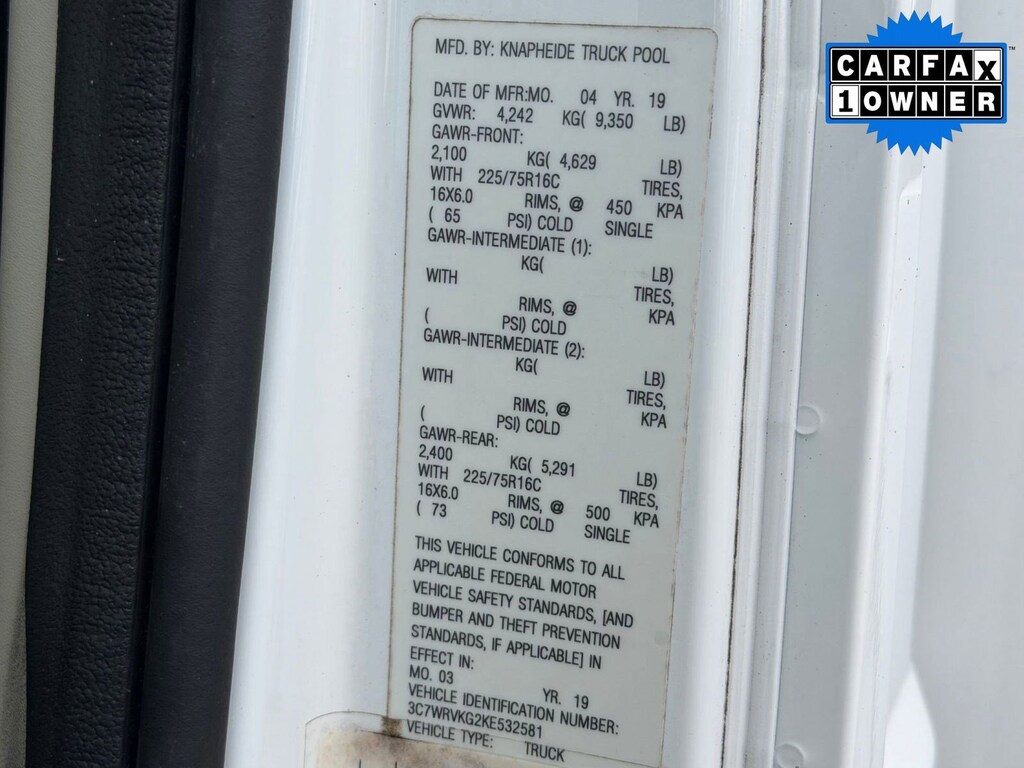 CARFAX
1 OWNER
MFD. BY: KNAPHEIDE TRUCK POOL
DATE OF MFR:MO. 04 YR. 19
GVWR: 4,242 KG( 9,350 LB)
GAWR-FRONT:
2,100 KG( 4,629 LB)
WITH 225/75R16C TIRES,
16X6.0 RIMS, @ 450 KPA
( 65 PSI) COLD SINGLE
GAWR-INTERMEDIATE (1):
KG( LB)
WITH TIRES,
RIMS, @ KPA
( PSI) COLD
GAWR-INTERMEDIATE (2):
KG( LB)
WITH TIRES,
RIMS, @ KPA
( PSI) COLD
GAWR-REAR:
2,400 KG( 5,291 LB)
WITH 225/75R16C TIRES,
16X6.0 RIMS, @ 500 KPA
( 73 PSI) COLD SINGLE
THIS VEHICLE CONFORMS TO ALL
APPLICABLE FEDERAL MOTOR
VEHICLE SAFETY STANDARDS, [AND
BUMPER AND THEFT PREVENTION
STANDARDS, IF APPLICABLE] IN
EFFECT IN:
MO. 03 YR. 19
VEHICLE IDENTIFICATION NUMBER:
3C7WRVKG2KE532581
VEHICLE TYPE: TRUCK